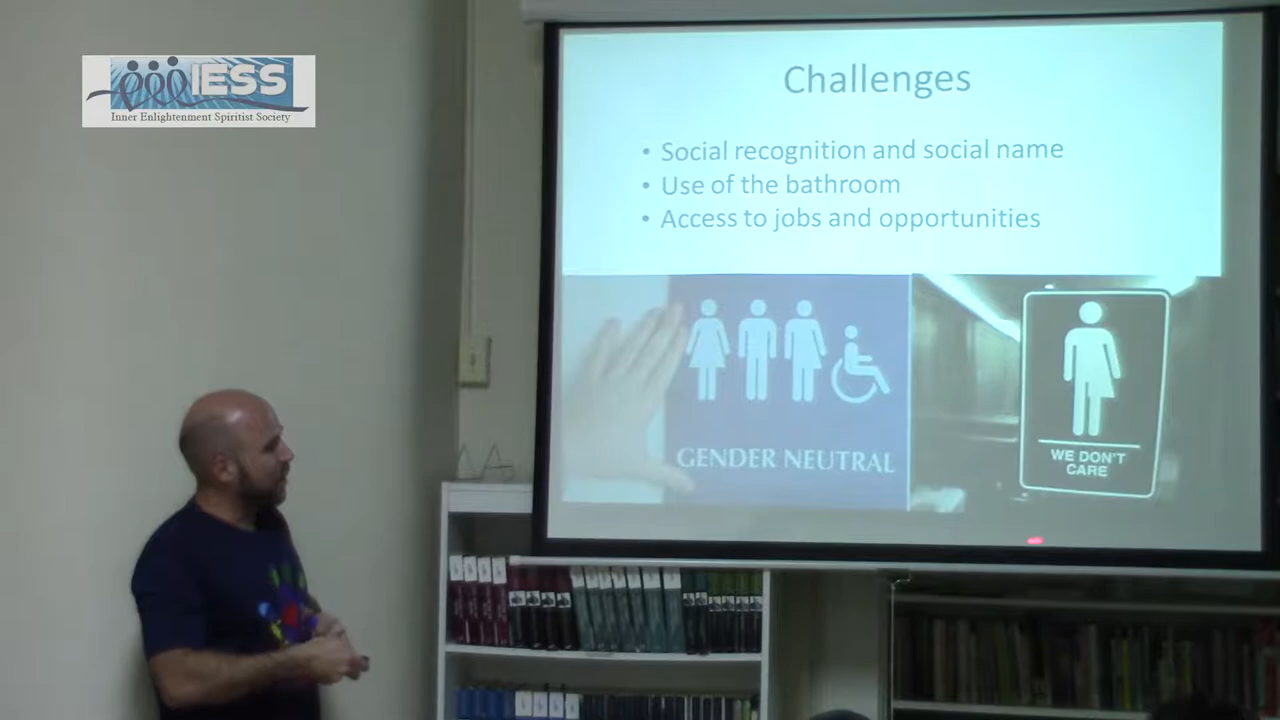 IESS
Inner Enlightenment Spiritist Society
Challenges
• Social recognition and social name
• Use of the bathroom
• Access to jobs and opportunities
GENDER NEUTRAL
WE DON'T
CARE